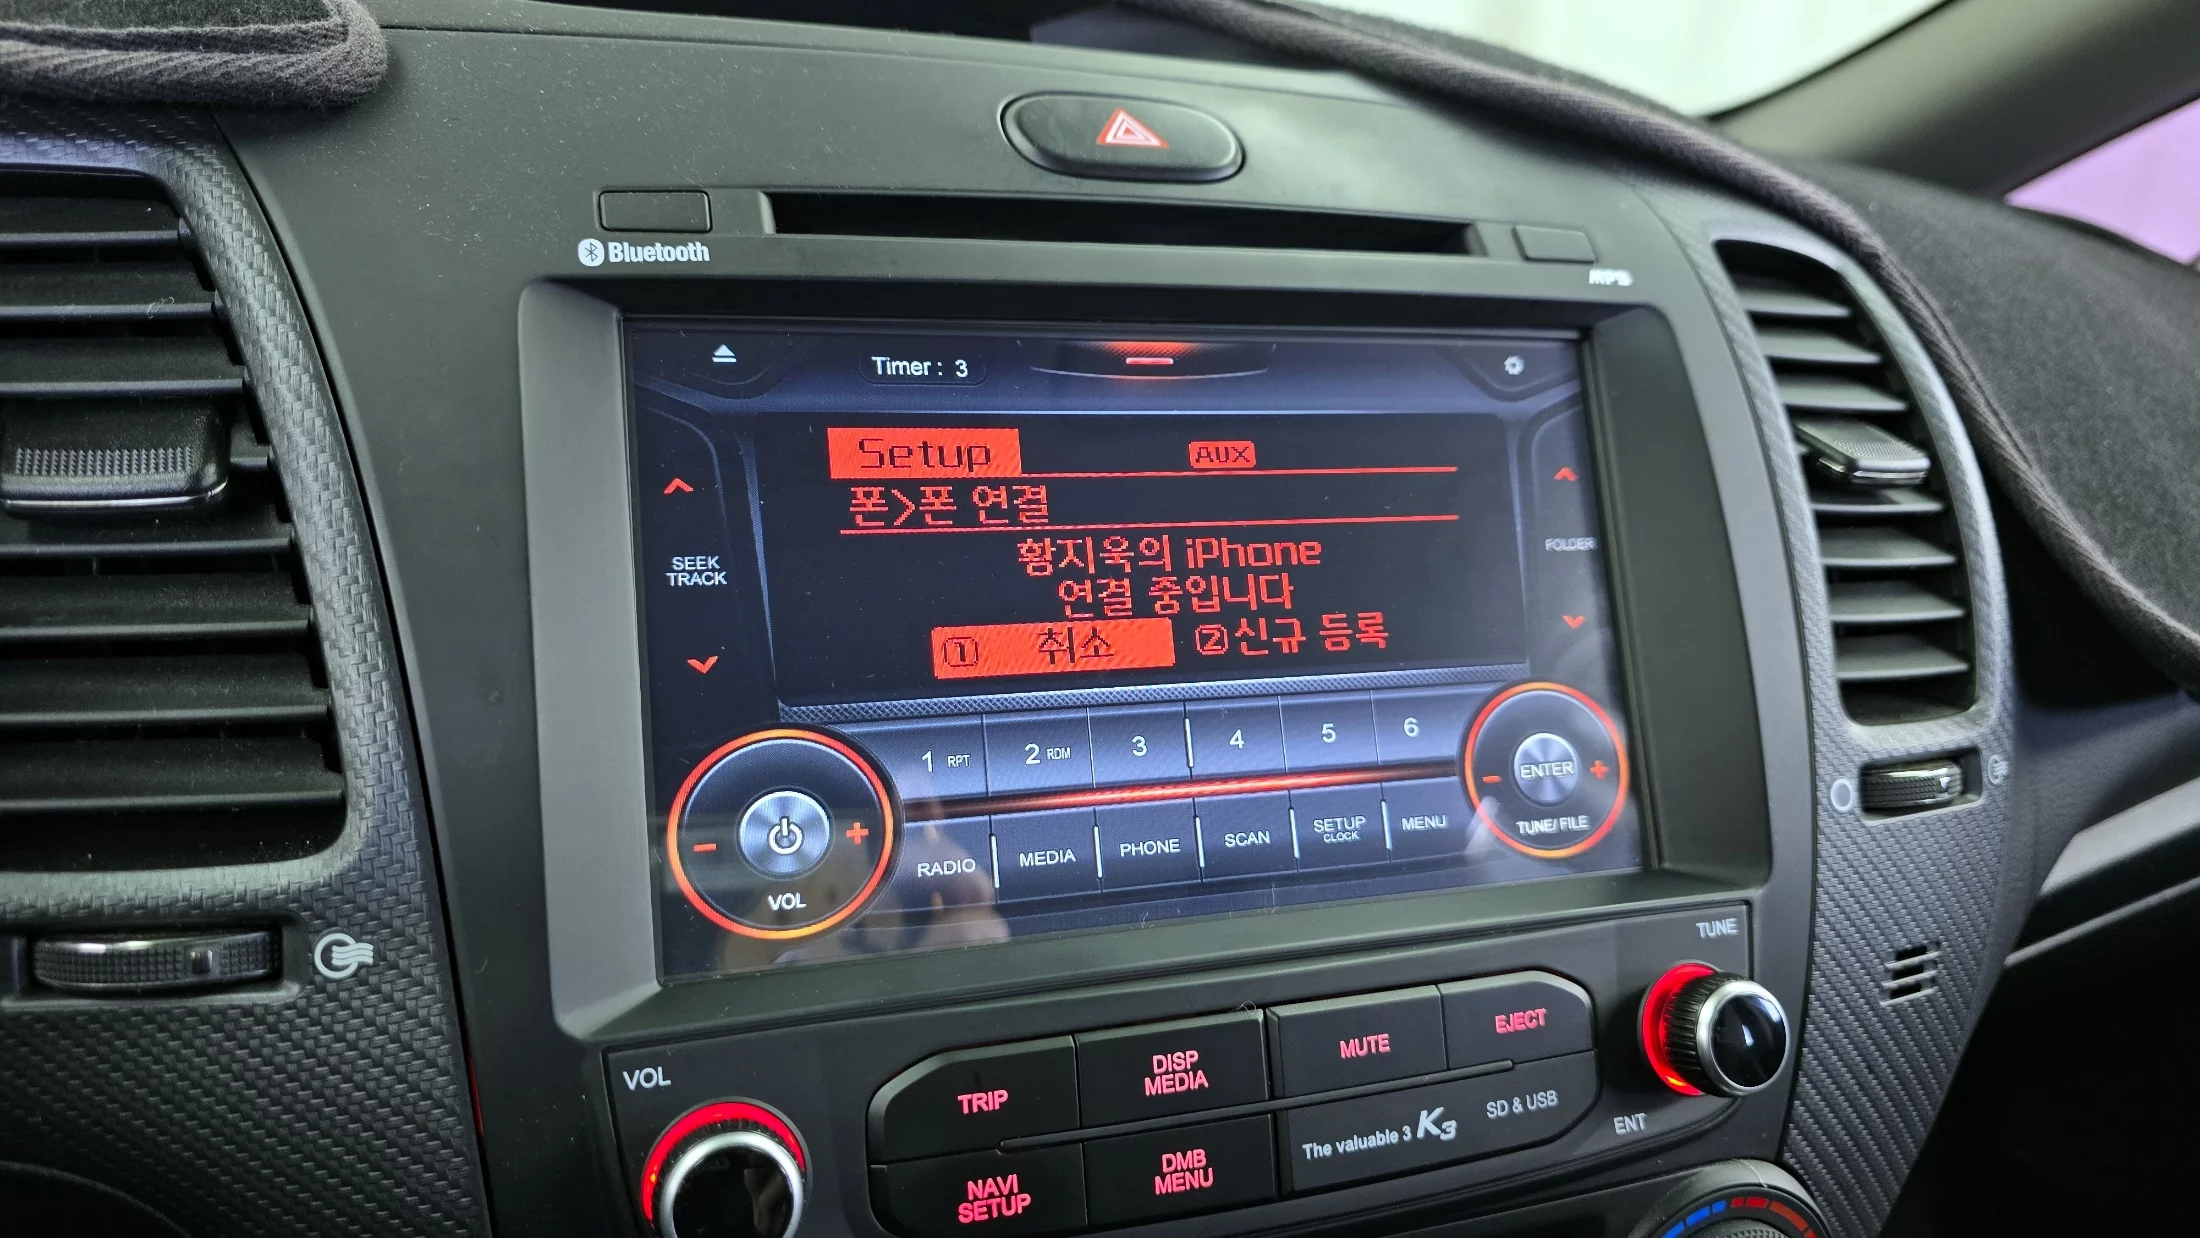 Bluetooth
MP3
Timer : 3
Setup AUX
폰>폰 연결
황지욱의 iPhone
연결 중입니다
① 취소 ②신규 등록
SEEK
TRACK
FOLDER
1 RPT 2 RDM 3 4 5 6
- + VOL
RADIO MEDIA PHONE SCAN SETUP CLOCK MENU
- ENTER +
TUNE/ FILE
TUNE
VOL
TRIP
DISP
MEDIA
MUTE
EJECT
NAVI
SETUP
DMB
MENU
The valuable 3 K3
SD & USB
ENT